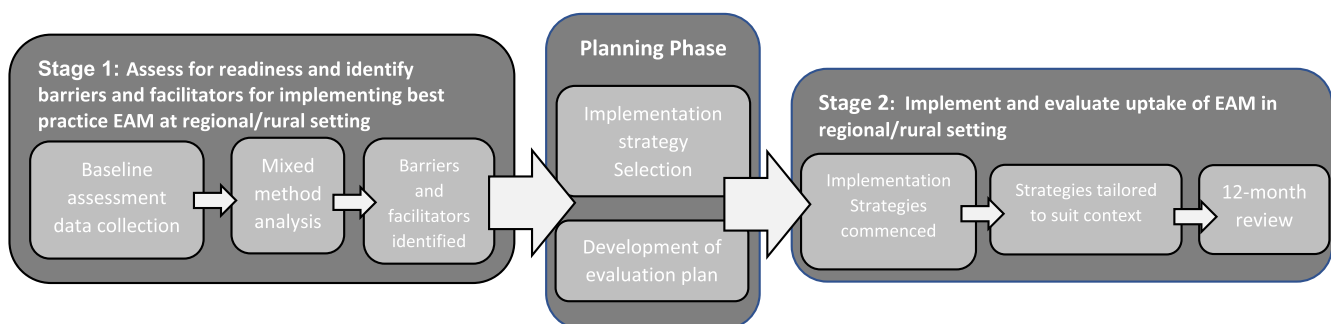 Stage 1: Assess for readiness and identify
barriers and facilitators for implementing best
practice EAM at regional/rural setting
Baseline
assessment
data collection
Mixed
method
analysis
Barriers
and
facilitators
identified
Planning Phase
Implementation
strategy
Selection
Development of
evaluation plan
Stage 2: Implement and evaluate uptake of EAM in
regional/rural setting
Implementation
Strategies
commenced
Strategies tailored
to suit context
12-month
review